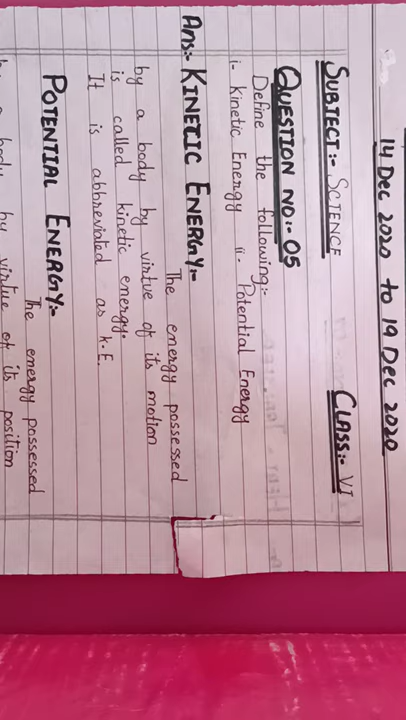 14 Dec 2020 to 19 Dec 2020
SUBJECT:- SCIENCE CLASS:- VI
QUESTION NO:- 05
Define the following:-
i- Kinetic Energy ii- Potential Energy
Ans:- KINETIC ENERGY:-
The energy possessed
by a body by virtue of its motion
is called kinetic energy.
It is abbreviated as K.E.
POTENTIAL ENERGY:-
The energy possessed
by a body by virtue of its position